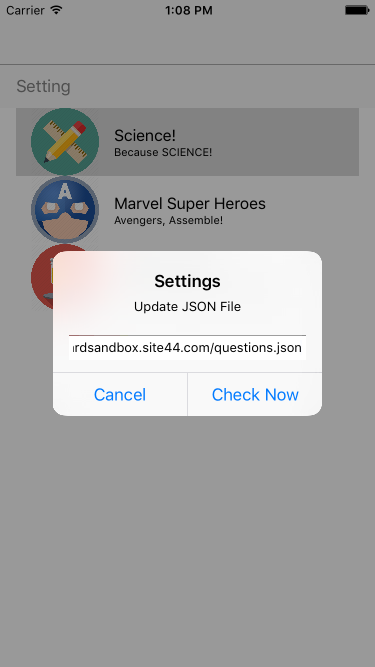 Carrier 1:08 PM
Setting
Science!
Because SCIENCE!
A
Marvel Super Heroes
Avengers, Assemble!
Settings
Update JSON File
rdsandbox.site44.com/questions.json
Cancel Check Now